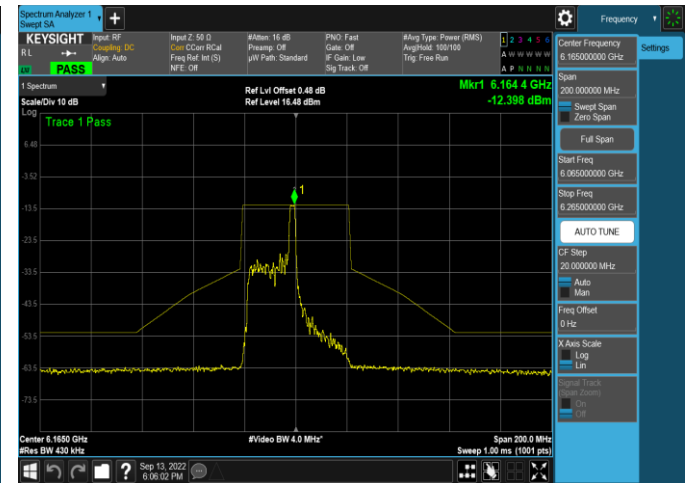 Spectrum Analyzer 1
Swept SA
+
Frequency
KEYSIGHT
Input: RF
Coupling: DC
Align: Auto
Input Z: 50 Ω
Corr CCorr RCal
Freq Ref: Int (S)
NFE: Off
#Atten: 16 dB
Preamp: Off
µW Path: Standard
PNO: Fast
Gate: Off
IF Gain: Low
Sig Track: Off
#Avg Type: Power (RMS)
Avg|Hold: 100/100
Trig: Free Run
1 2 3 4 5 6
A W W W W W
A P N N N N
R L
PASS
1 Spectrum
Scale/Div 10 dB
Ref Lvl Offset 0.48 dB
Ref Level 16.48 dBm
Mkr1 6.164 4 GHz
-12.398 dBm
Log
Trace 1 Pass
1
6.48
-3.52
-13.5
-23.5
-33.5
-43.5
-53.5
-63.5
-73.5
Center 6.1650 GHz
#Res BW 430 kHz
#Video BW 4.0 MHz*
Span 200.0 MHz
Sweep 1.00 ms (1001 pts)
Sep 13, 2022
6:06:02 PM
?
Center Frequency
6.165000000 GHz
Settings
Span
200.000000 MHz
Swept Span
Zero Span
Full Span
Start Freq
6.065000000 GHz
Stop Freq
6.265000000 GHz
AUTO TUNE
CF Step
20.000000 MHz
Auto
Man
Freq Offset
0 Hz
X Axis Scale
Log
Lin
Signal Track
(Span Zoom)
On
Off